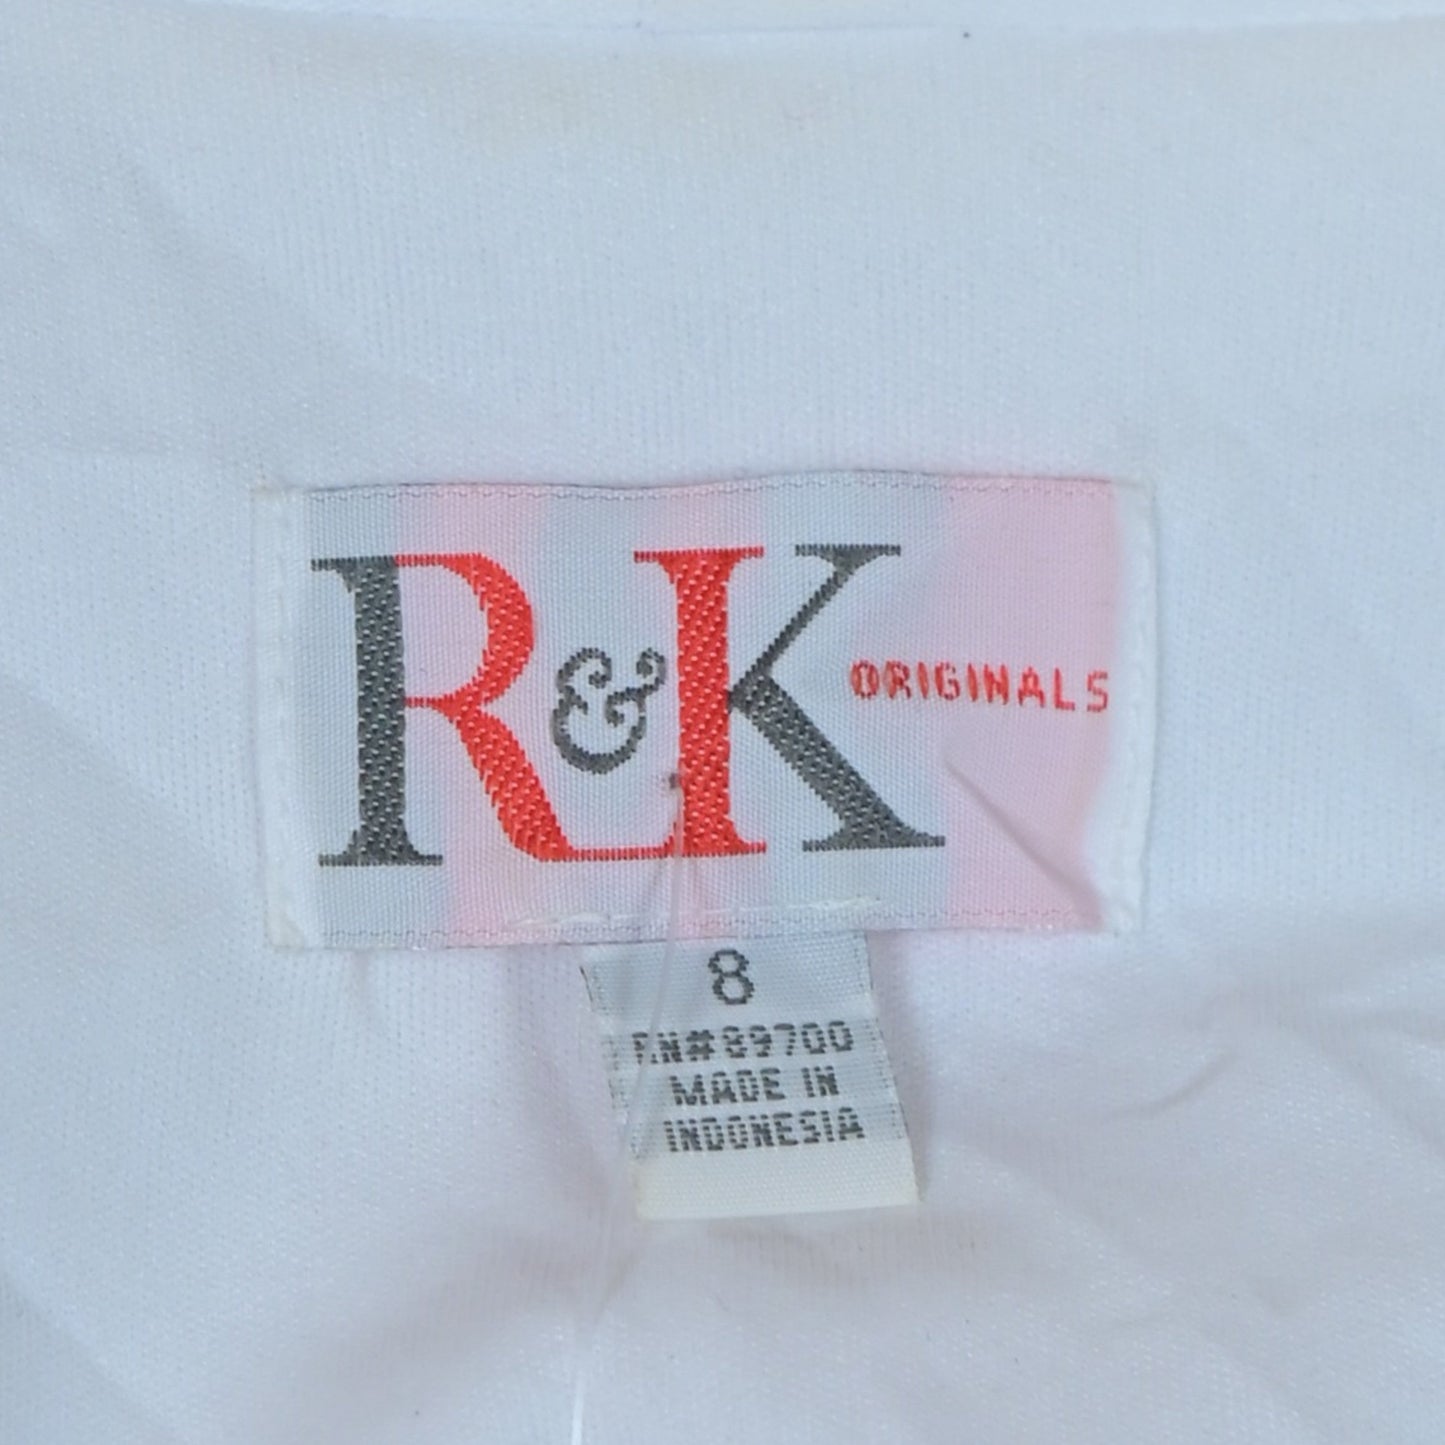 R&K ORIGINALS
8
RN#89700
MADE IN
INDONESIA